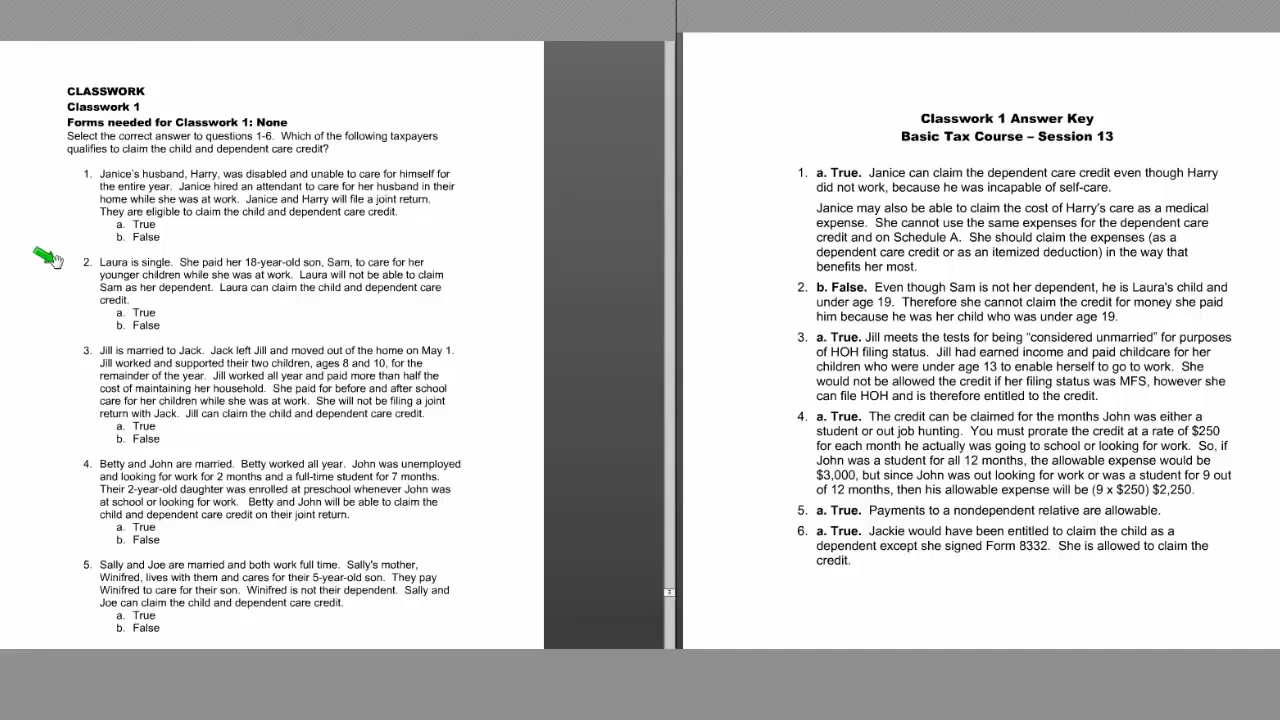 CLASSWORK
Classwork 1
Forms needed for Classwork 1: None
Select the correct answer to questions 1-6. Which of the following taxpayers
qualifies to claim the child and dependent care credit?
1. Janice's husband, Harry, was disabled and unable to care for himself for
the entire year. Janice hired an attendant to care for her husband in their
home while she was at work. Janice and Harry will file a joint return.
They are eligible to claim the child and dependent care credit.
a. True
b. False
2. Laura is single. She paid her 18-year-old son, Sam, to care for her
younger children while she was at work. Laura will not be able to claim
Sam as her dependent. Laura can claim the child and dependent care
credit.
a. True
b. False
3. Jill is married to Jack. Jack left Jill and moved out of the home on May 1.
Jill worked and supported their two children, ages 8 and 10, for the
remainder of the year. Jill worked all year and paid more than half the
cost of maintaining her household. She paid for before and after school
care for her children while she was at work. She will not be filing a joint
return with Jack. Jill can claim the child and dependent care credit.
a. True
b. False
4. Betty and John are married. Betty worked all year. John was unemployed
and looking for work for 2 months and a full-time student for 7 months.
Their 2-year-old daughter was enrolled at preschool whenever John was
at school or looking for work. Betty and John will be able to claim the
child and dependent care credit on their joint return.
a. True
b. False
5. Sally and Joe are married and both work full time. Sally's mother,
Winifred, lives with them and cares for their 5-year-old son. They pay
Winifred to care for their son. Winifred is not their dependent. Sally and
Joe can claim the child and dependent care credit.
a. True
b. False
Classwork 1 Answer Key
Basic Tax Course – Session 13
1. a. True. Janice can claim the dependent care credit even though Harry
did not work, because he was incapable of self-care.
Janice may also be able to claim the cost of Harry's care as a medical
expense. She cannot use the same expenses for the dependent care
credit and on Schedule A. She should claim the expenses (as a
dependent care credit or as an itemized deduction) in the way that
benefits her most.
2. b. False. Even though Sam is not her dependent, he is Laura's child and
under age 19. Therefore she cannot claim the credit for money she paid
him because he was her child who was under age 19.
3. a. True. Jill meets the tests for being “considered unmarried” for purposes
of HOH filing status. Jill had earned income and paid childcare for her
children who were under age 13 to enable herself to go to work. She
would not be allowed the credit if her filing status was MFS, however she
can file HOH and is therefore entitled to the credit.
4. a. True. The credit can be claimed for the months John was either a
student or out job hunting. You must prorate the credit at a rate of $250
for each month he actually was going to school or looking for work. So, if
John was a student for all 12 months, the allowable expense would be
$3,000, but since John was out looking for work or was a student for 9 out
of 12 months, then his allowable expense will be (9 x $250) $2,250.
5. a. True. Payments to a nondependent relative are allowable.
6. a. True. Jackie would have been entitled to claim the child as a
dependent except she signed Form 8332. She is allowed to claim the
credit.